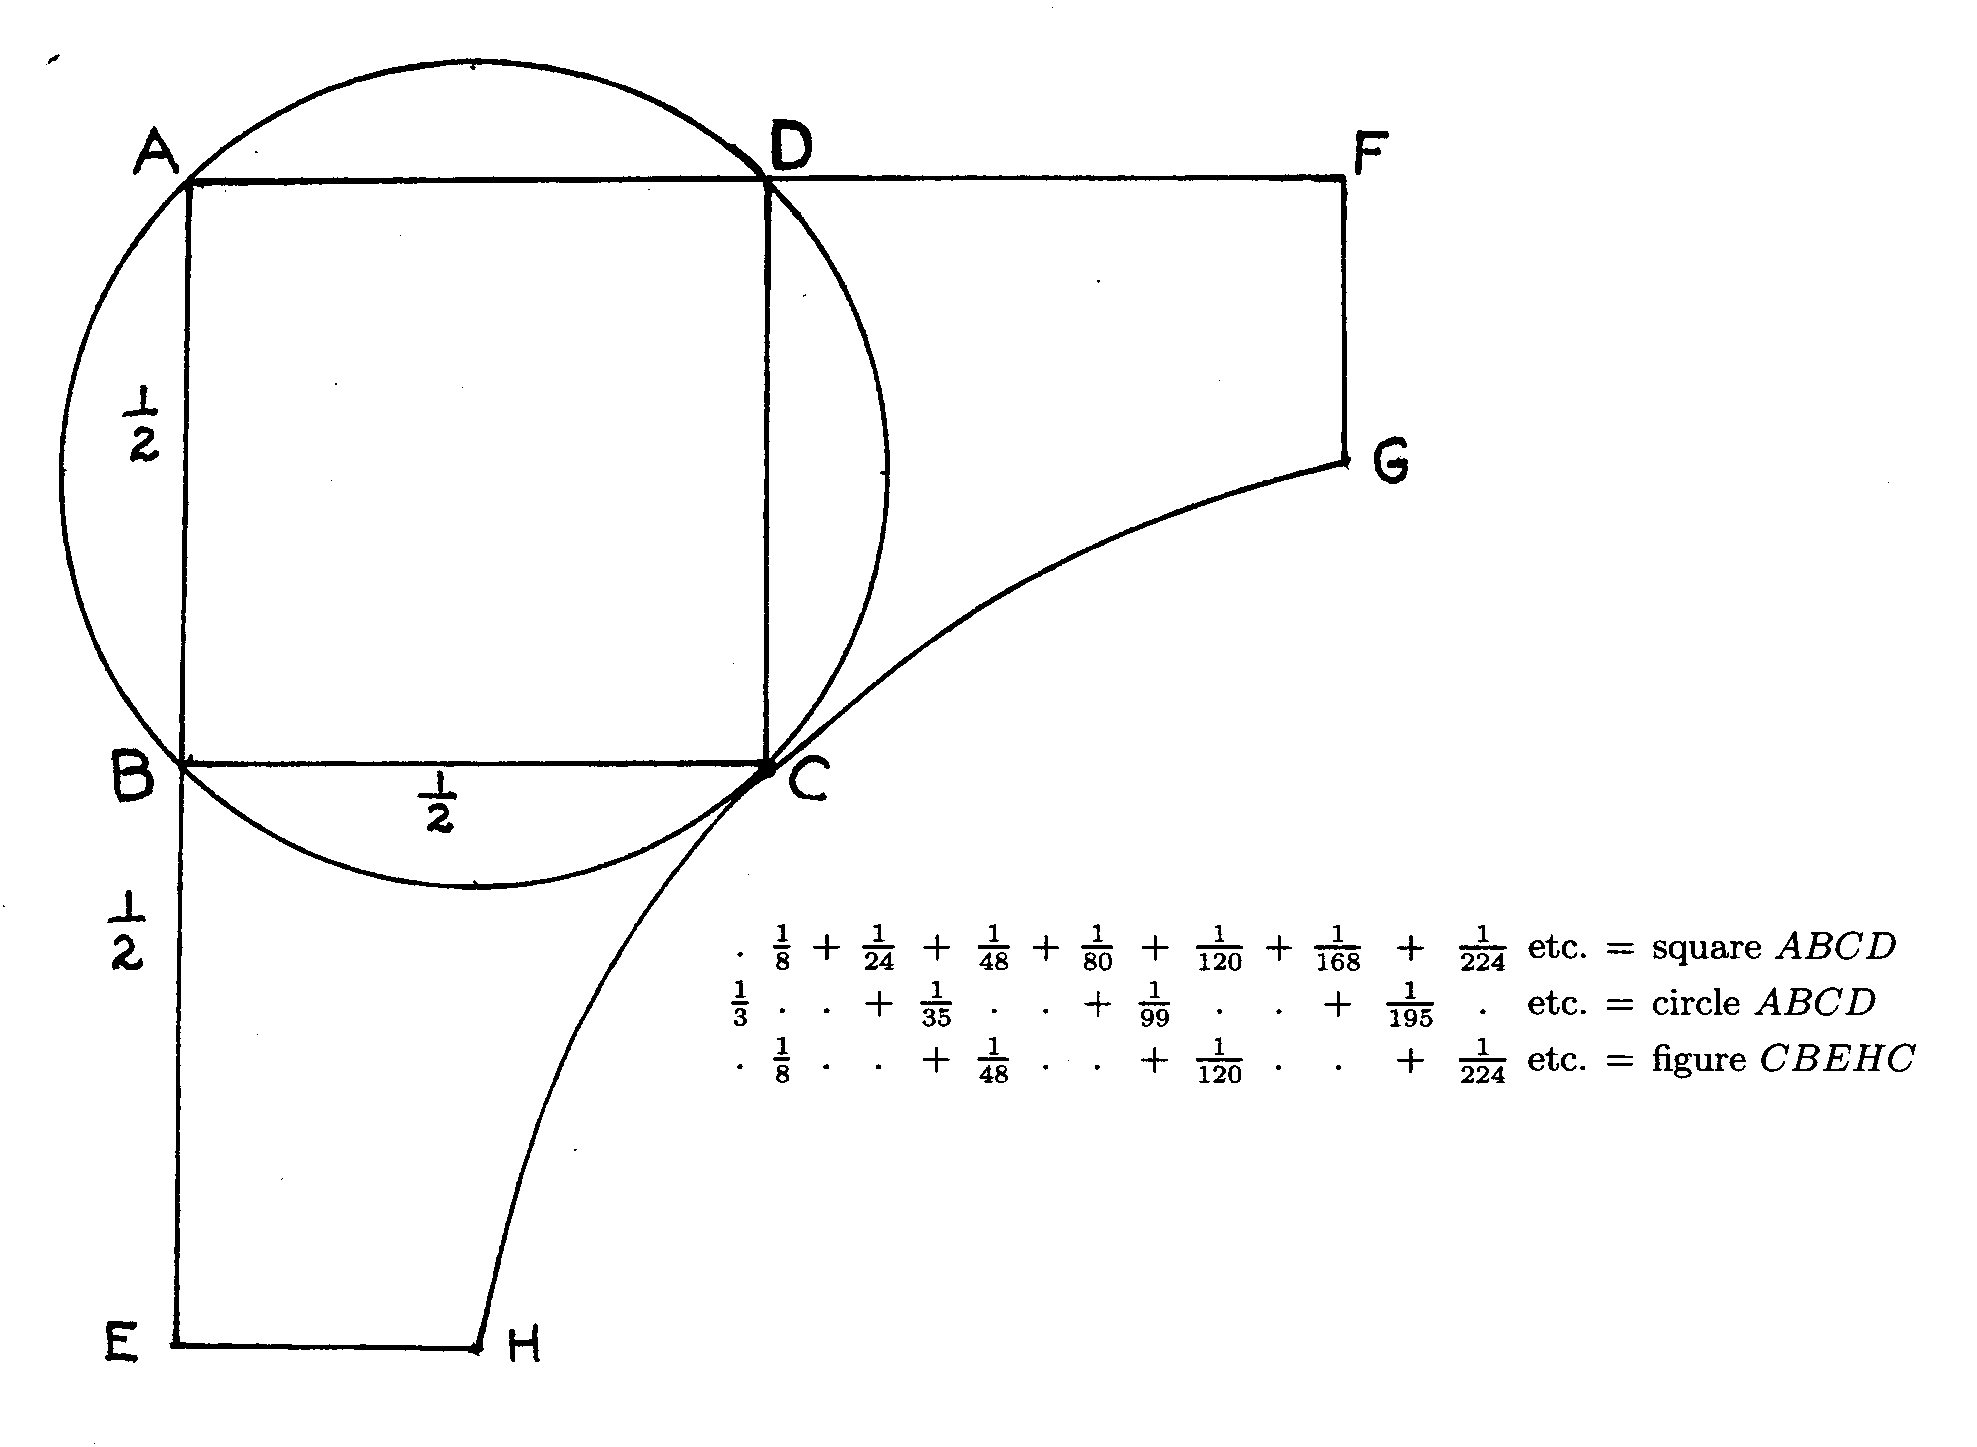 A
D
F
1/2
G
B
C
1/2
1/2
. 1/8 + 1/24 + 1/48 + 1/80 + 1/120 + 1/168 + 1/224 etc. = square ABCD
1/3 . . + 1/35 . . + 1/99 . . + 1/195 . etc. = circle ABCD
. 1/8 . . + 1/48 . . + 1/120 . . + 1/224 etc. = figure CBEHC
E
H